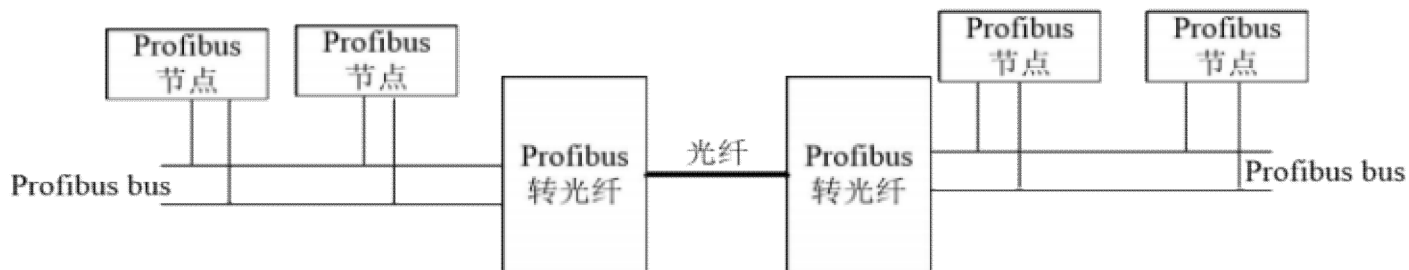 Profibus
节点
Profibus
节点
Profibus
节点
Profibus
节点
Profibus bus
Profibus
转光纤
光纤
Profibus
转光纤
Profibus bus